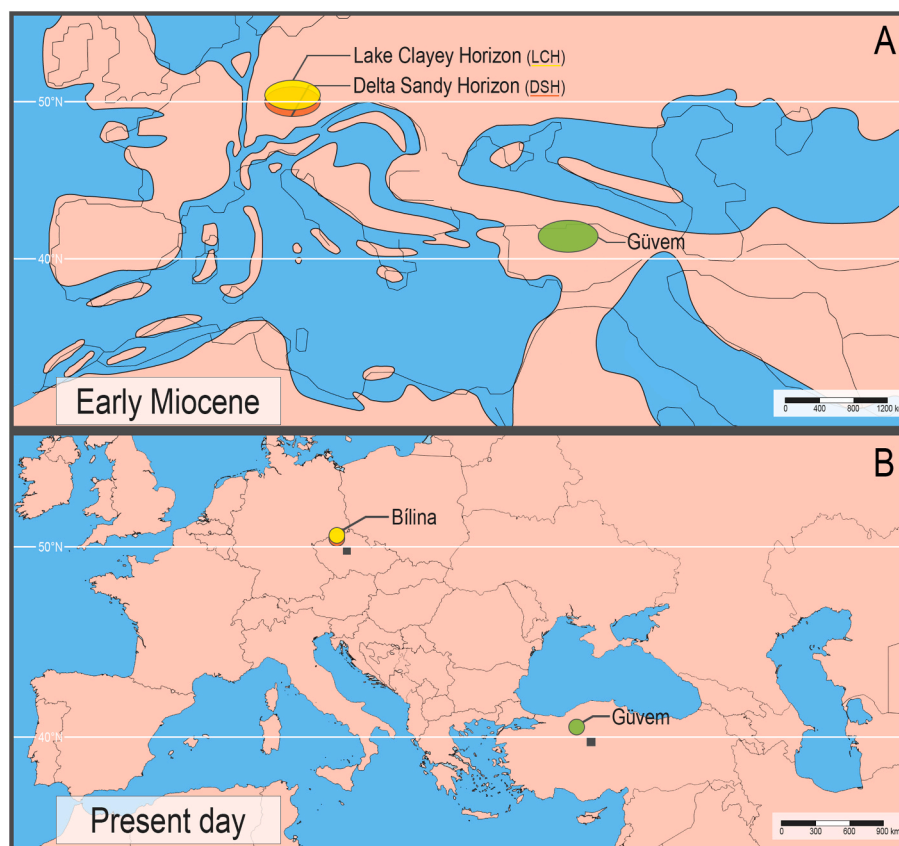 A
Lake Clayey Horizon (LCH)
Delta Sandy Horizon (DSH)
50°N
Güvem
40°N
Early Miocene
0 400 800 1200 km
B
Bílina
50°N
Güvem
40°N
Present day
0 300 600 900 km